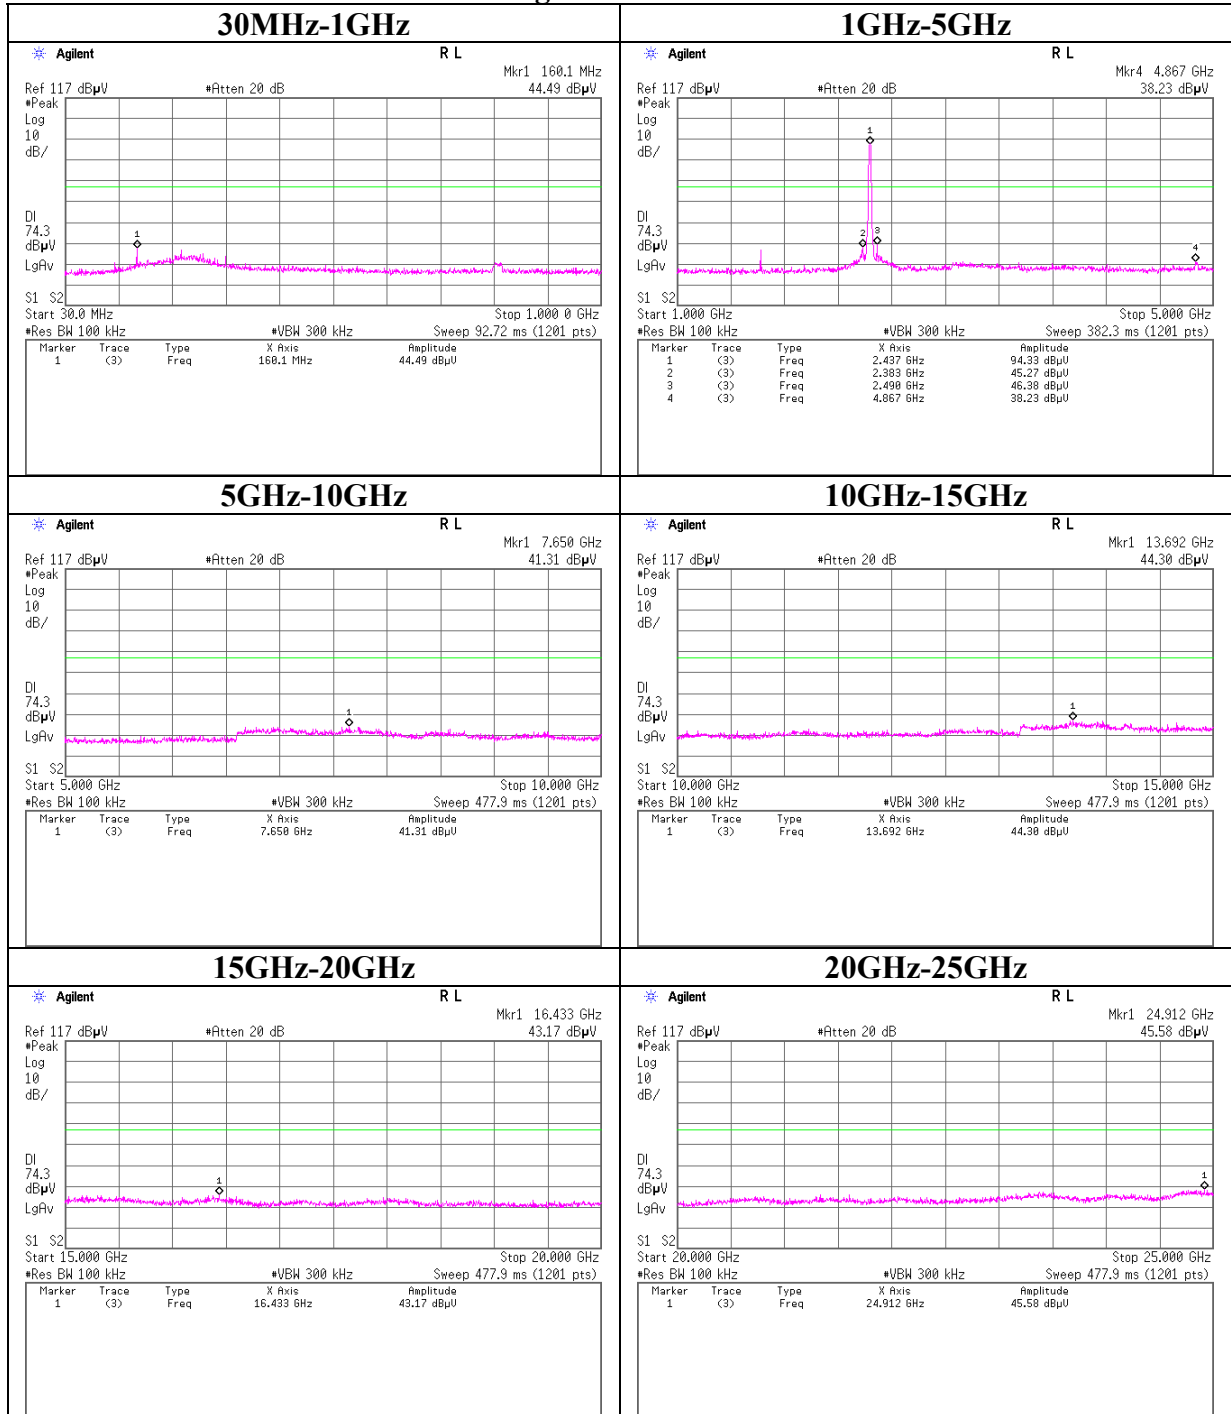 30MHz-1GHz
Agilent
R L
Mkr1 160.1 MHz
Ref 117 dBµV #Atten 20 dB 44.49 dBµV
#Peak
Log
10
dB/
1
DI
74.3
dBµV
LgAv
S1 S2
Start 30.0 MHz Stop 1.000 0 GHz
#Res BW 100 kHz #VBW 300 kHz Sweep 92.72 ms (1201 pts)
Marker Trace Type X Axis Amplitude
1 (3) Freq 160.1 MHz 44.49 dBµV
1GHz-5GHz
Agilent
R L
Mkr4 4.867 GHz
Ref 117 dBµV #Atten 20 dB 38.23 dBµV
#Peak
Log
10
dB/
1
DI
74.3
dBµV
2 3 4
LgAv
S1 S2
Start 1.000 GHz Stop 5.000 GHz
#Res BW 100 kHz #VBW 300 kHz Sweep 382.3 ms (1201 pts)
Marker Trace Type X Axis Amplitude
1 (3) Freq 2.437 GHz 94.33 dBµV
2 (3) Freq 2.383 GHz 45.27 dBµV
3 (3) Freq 2.490 GHz 46.38 dBµV
4 (3) Freq 4.867 GHz 38.23 dBµV
5GHz-10GHz
Agilent
R L
Mkr1 7.650 GHz
Ref 117 dBµV #Atten 20 dB 41.31 dBµV
#Peak
Log
10
dB/
DI
74.3
dBµV
1
LgAv
S1 S2
Start 5.000 GHz Stop 10.000 GHz
#Res BW 100 kHz #VBW 300 kHz Sweep 477.9 ms (1201 pts)
Marker Trace Type X Axis Amplitude
1 (3) Freq 7.650 GHz 41.31 dBµV
10GHz-15GHz
Agilent
R L
Mkr1 13.692 GHz
Ref 117 dBµV #Atten 20 dB 44.30 dBµV
#Peak
Log
10
dB/
DI
74.3
dBµV
1
LgAv
S1 S2
Start 10.000 GHz Stop 15.000 GHz
#Res BW 100 kHz #VBW 300 kHz Sweep 477.9 ms (1201 pts)
Marker Trace Type X Axis Amplitude
1 (3) Freq 13.692 GHz 44.30 dBµV
15GHz-20GHz
Agilent
R L
Mkr1 16.433 GHz
Ref 117 dBµV #Atten 20 dB 43.17 dBµV
#Peak
Log
10
dB/
DI
74.3
dBµV
1
LgAv
S1 S2
Start 15.000 GHz Stop 20.000 GHz
#Res BW 100 kHz #VBW 300 kHz Sweep 477.9 ms (1201 pts)
Marker Trace Type X Axis Amplitude
1 (3) Freq 16.433 GHz 43.17 dBµV
20GHz-25GHz
Agilent
R L
Mkr1 24.912 GHz
Ref 117 dBµV #Atten 20 dB 45.58 dBµV
#Peak
Log
10
dB/
DI
74.3
dBµV
1
LgAv
S1 S2
Start 20.000 GHz Stop 25.000 GHz
#Res BW 100 kHz #VBW 300 kHz Sweep 477.9 ms (1201 pts)
Marker Trace Type X Axis Amplitude
1 (3) Freq 24.912 GHz 45.58 dBµV